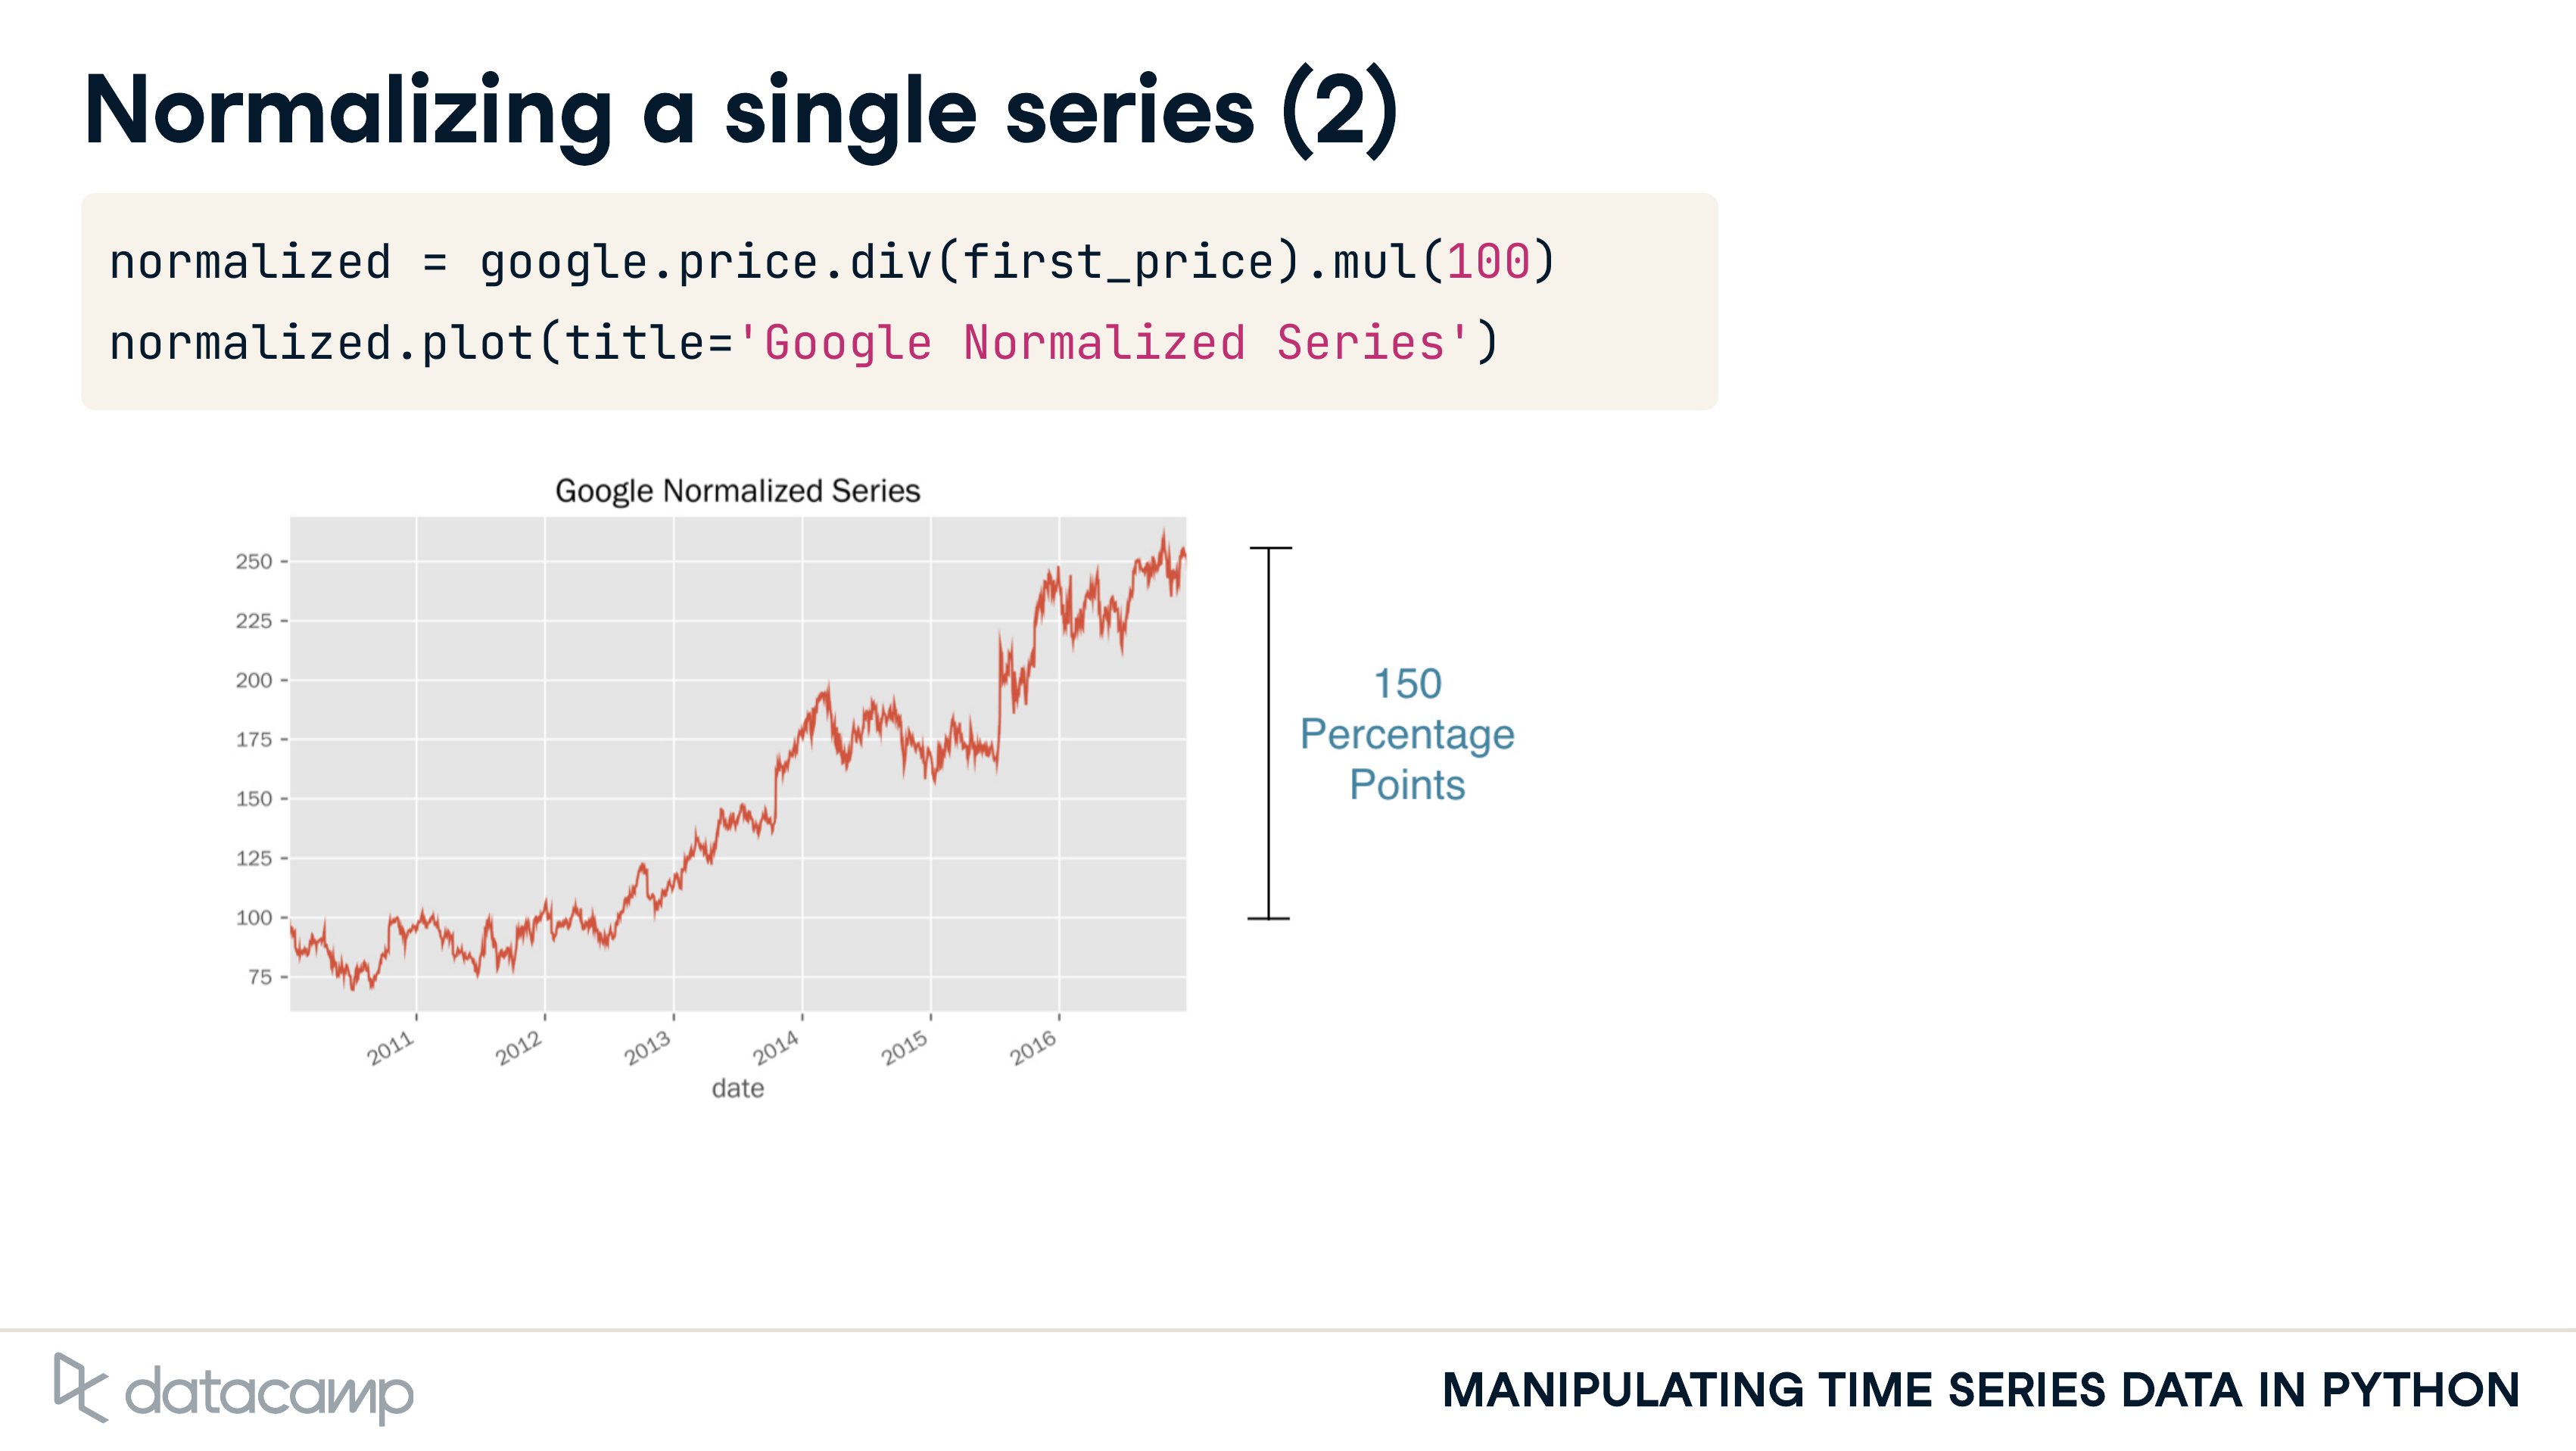 Normalizing a single series (2)
normalized = google.price.div(first_price).mul(100)
normalized.plot(title='Google Normalized Series')
Google Normalized Series
250
225
200
175
150
125
100
75
2011
2012
2013
2014
2015
2016
date
150
Percentage
Points
datacamp
MANIPULATING TIME SERIES DATA IN PYTHON